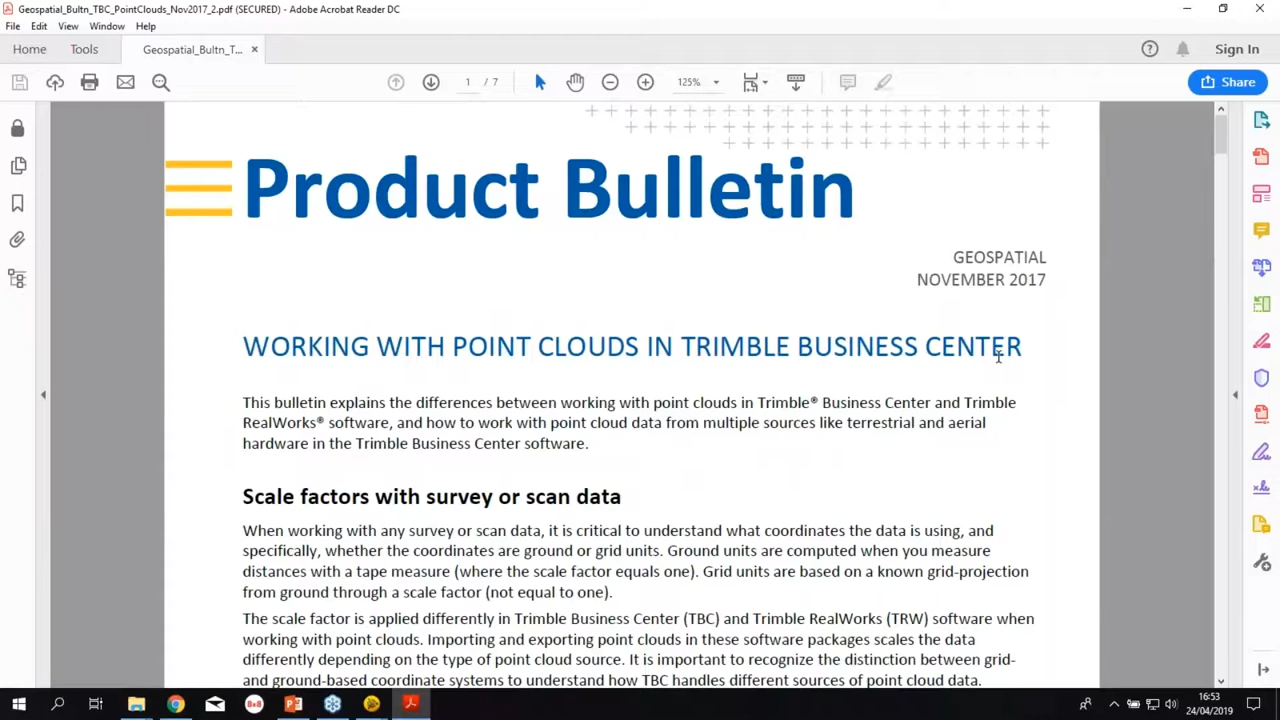 Geospatial_Bultn_TBC_PointClouds_Nov2017_2.pdf (SECURED) - Adobe Acrobat Reader DC
File Edit View Window Help
Home Tools Geospatial_Bultn_T... × Sign In
1 / 7 125% Share
Product Bulletin
GEOSPATIAL
NOVEMBER 2017
WORKING WITH POINT CLOUDS IN TRIMBLE BUSINESS CENTER
This bulletin explains the differences between working with point clouds in Trimble® Business Center and Trimble
RealWorks® software, and how to work with point cloud data from multiple sources like terrestrial and aerial
hardware in the Trimble Business Center software.
Scale factors with survey or scan data
When working with any survey or scan data, it is critical to understand what coordinates the data is using, and
specifically, whether the coordinates are ground or grid units. Ground units are computed when you measure
distances with a tape measure (where the scale factor equals one). Grid units are based on a known grid-projection
from ground through a scale factor (not equal to one).
The scale factor is applied differently in Trimble Business Center (TBC) and Trimble RealWorks (TRW) software when
working with point clouds. Importing and exporting point clouds in these software packages scales the data
differently depending on the type of point cloud source. It is important to recognize the distinction between grid-
and ground-based coordinate systems to understand how TBC handles different sources of point cloud data.
8x8
16:53
24/04/2019